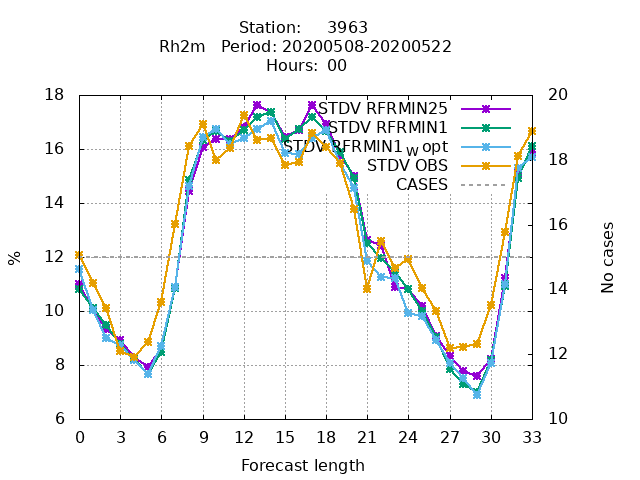 Station: 3963
Rh2m Period: 20200508-20200522
Hours: 00
18 20
STDV RFRMIN25
STDV RFRMIN1
STDV RFRMIN1 W opt
STDV OBS
CASES
16 18
14 16
12
% No cases
10 14
8 12
6 10
0 3 6 9 12 15 18 21 24 27 30 33
Forecast length